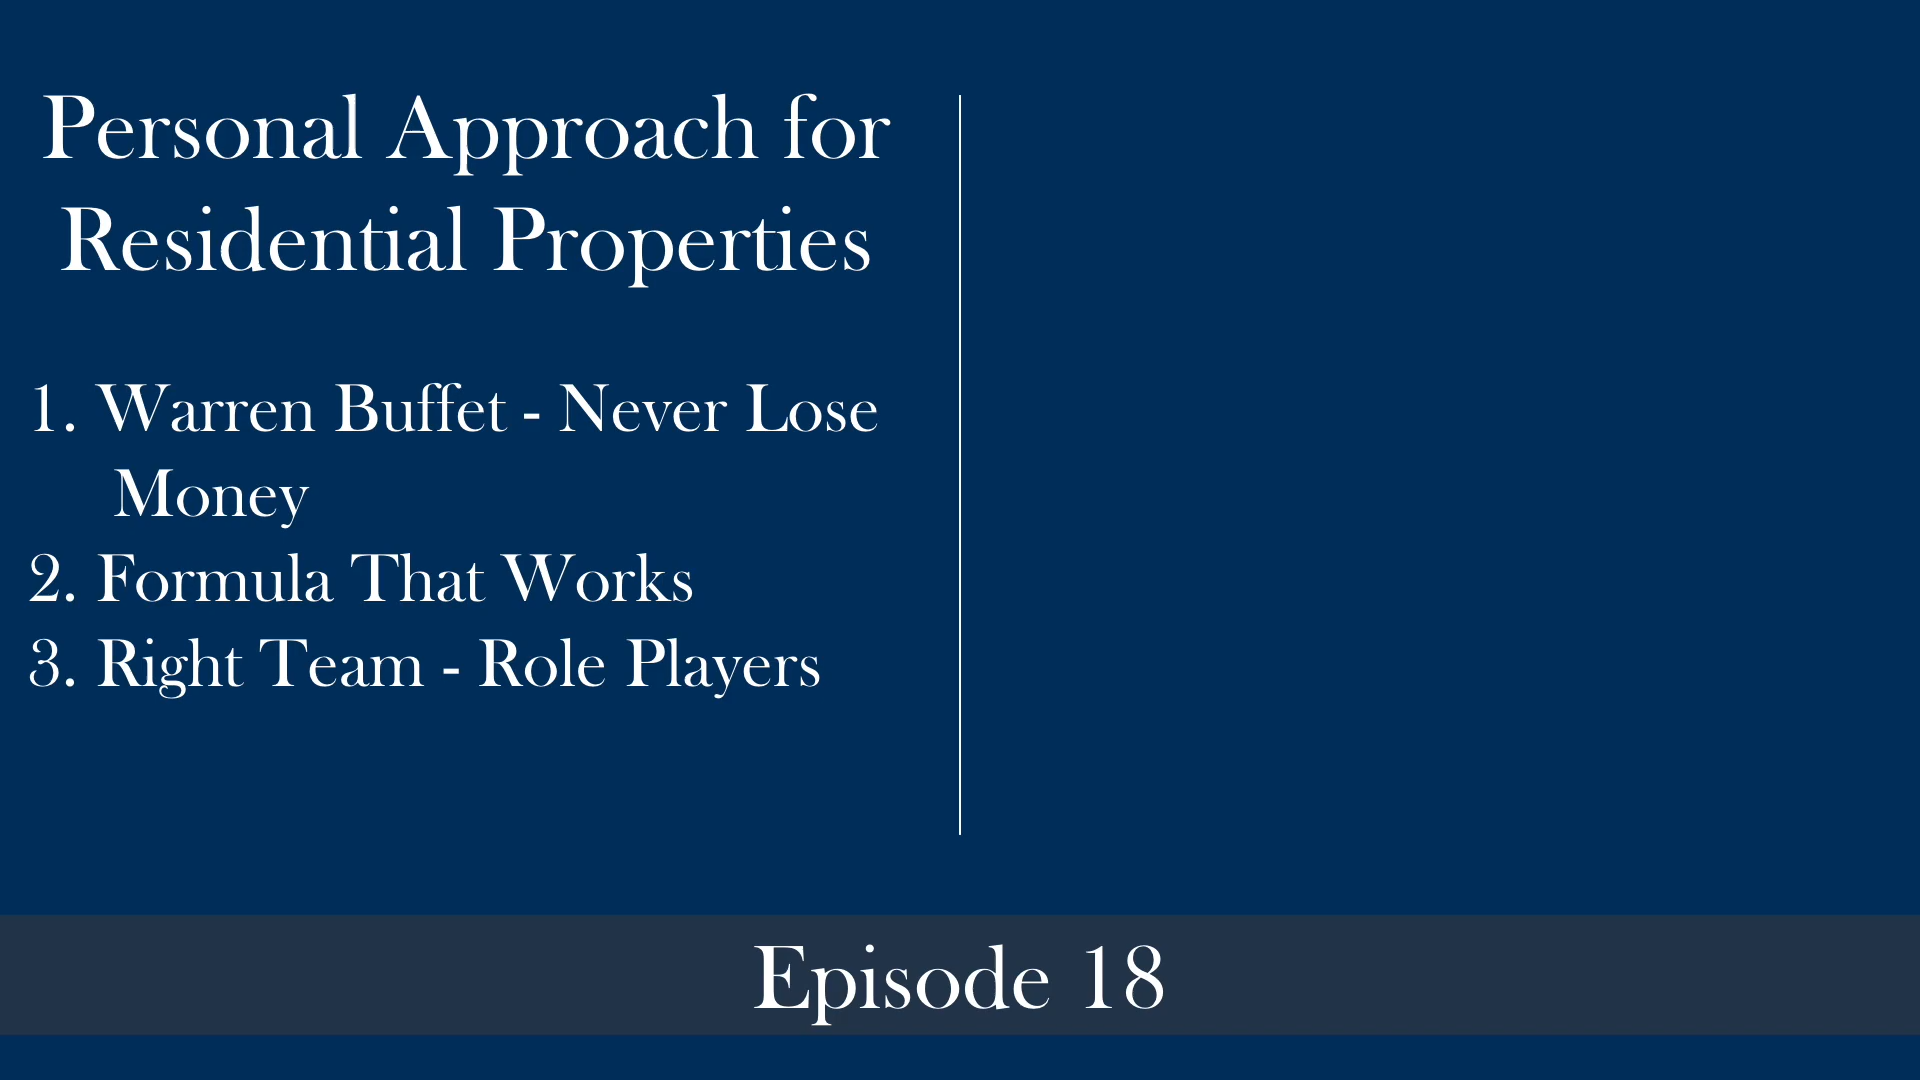 Personal Approach for
Residential Properties
1. Warren Buffet - Never Lose
Money
2. Formula That Works
3. Right Team - Role Players
Episode 18